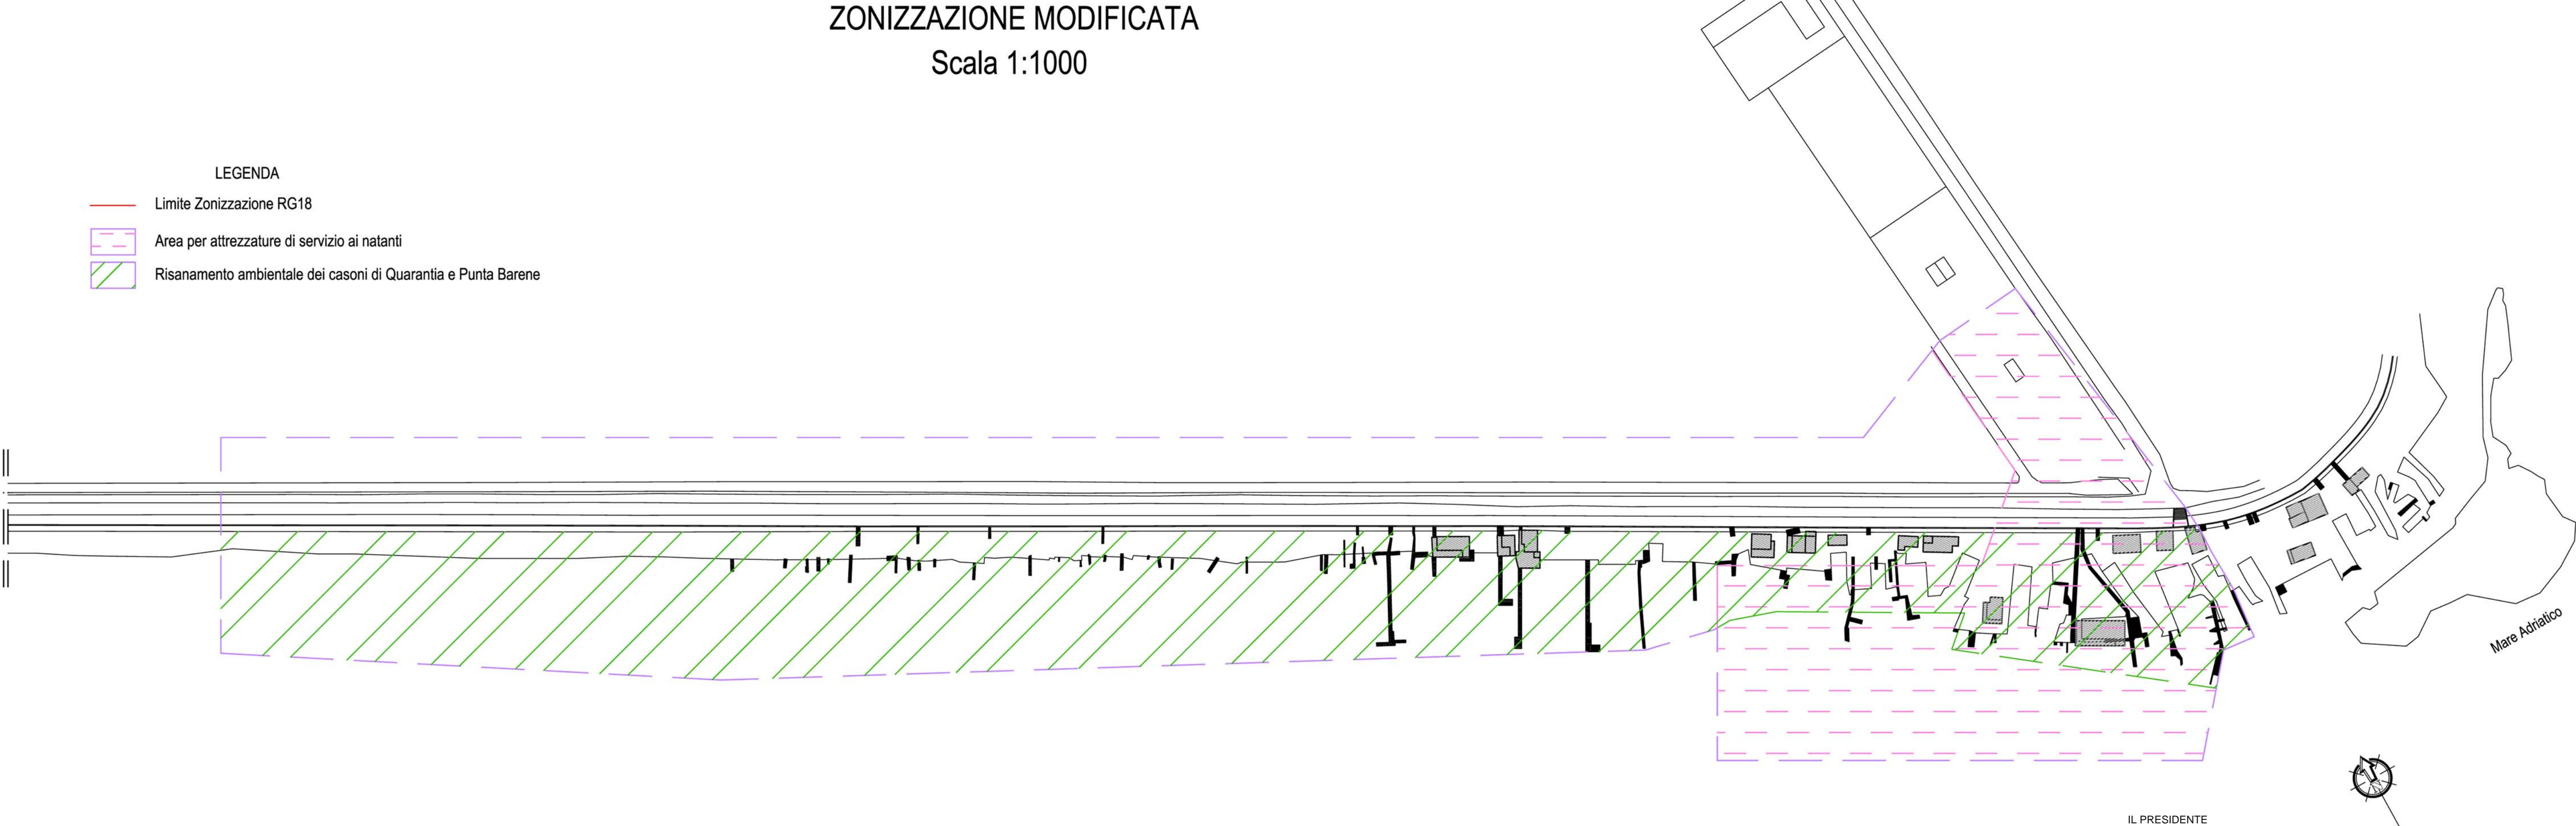 ZONIZZAZIONE MODIFICATA
Scala 1:1000
LEGENDA
Limite Zonizzazione RG18
Area per attrezzature di servizio ai natanti
Risanamento ambientale dei casoni di Quarantia e Punta Barene
Mare Adriatico
IL PRESIDENTE